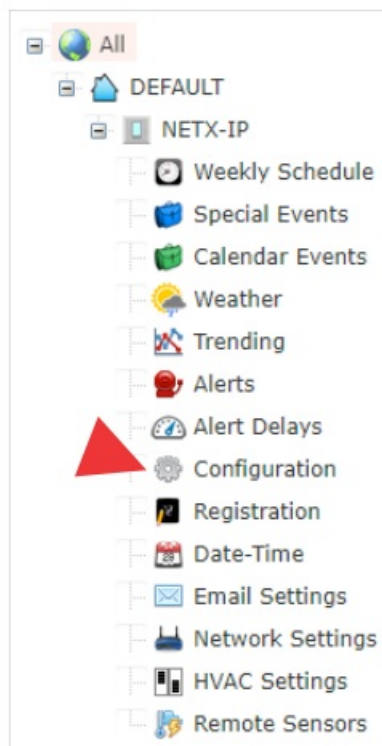 All
DEFAULT
NETX-IP
Weekly Schedule
Special Events
Calendar Events
Weather
Trending
Alerts
Alert Delays
Configuration
Registration
Date-Time
Email Settings
Network Settings
HVAC Settings
Remote Sensors